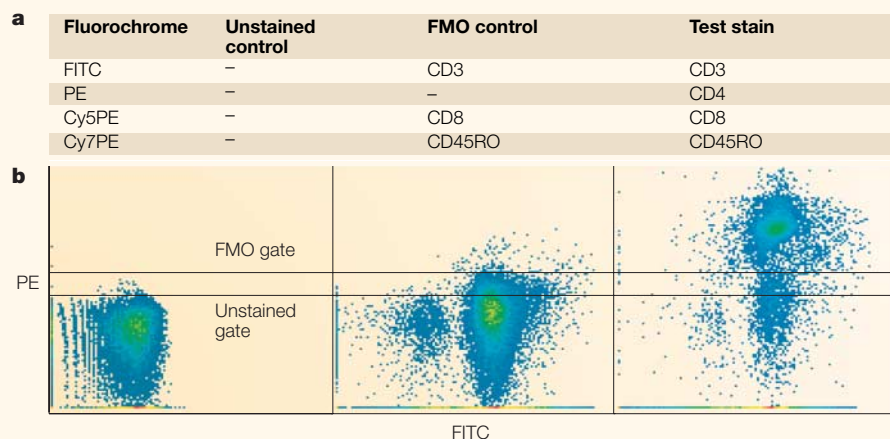 a
Fluorochrome Unstained control FMO control Test stain
FITC – CD3 CD3
PE – – CD4
Cy5PE – CD8 CD8
Cy7PE – CD45RO CD45RO
b
FMO gate
PE
Unstained
gate
FITC